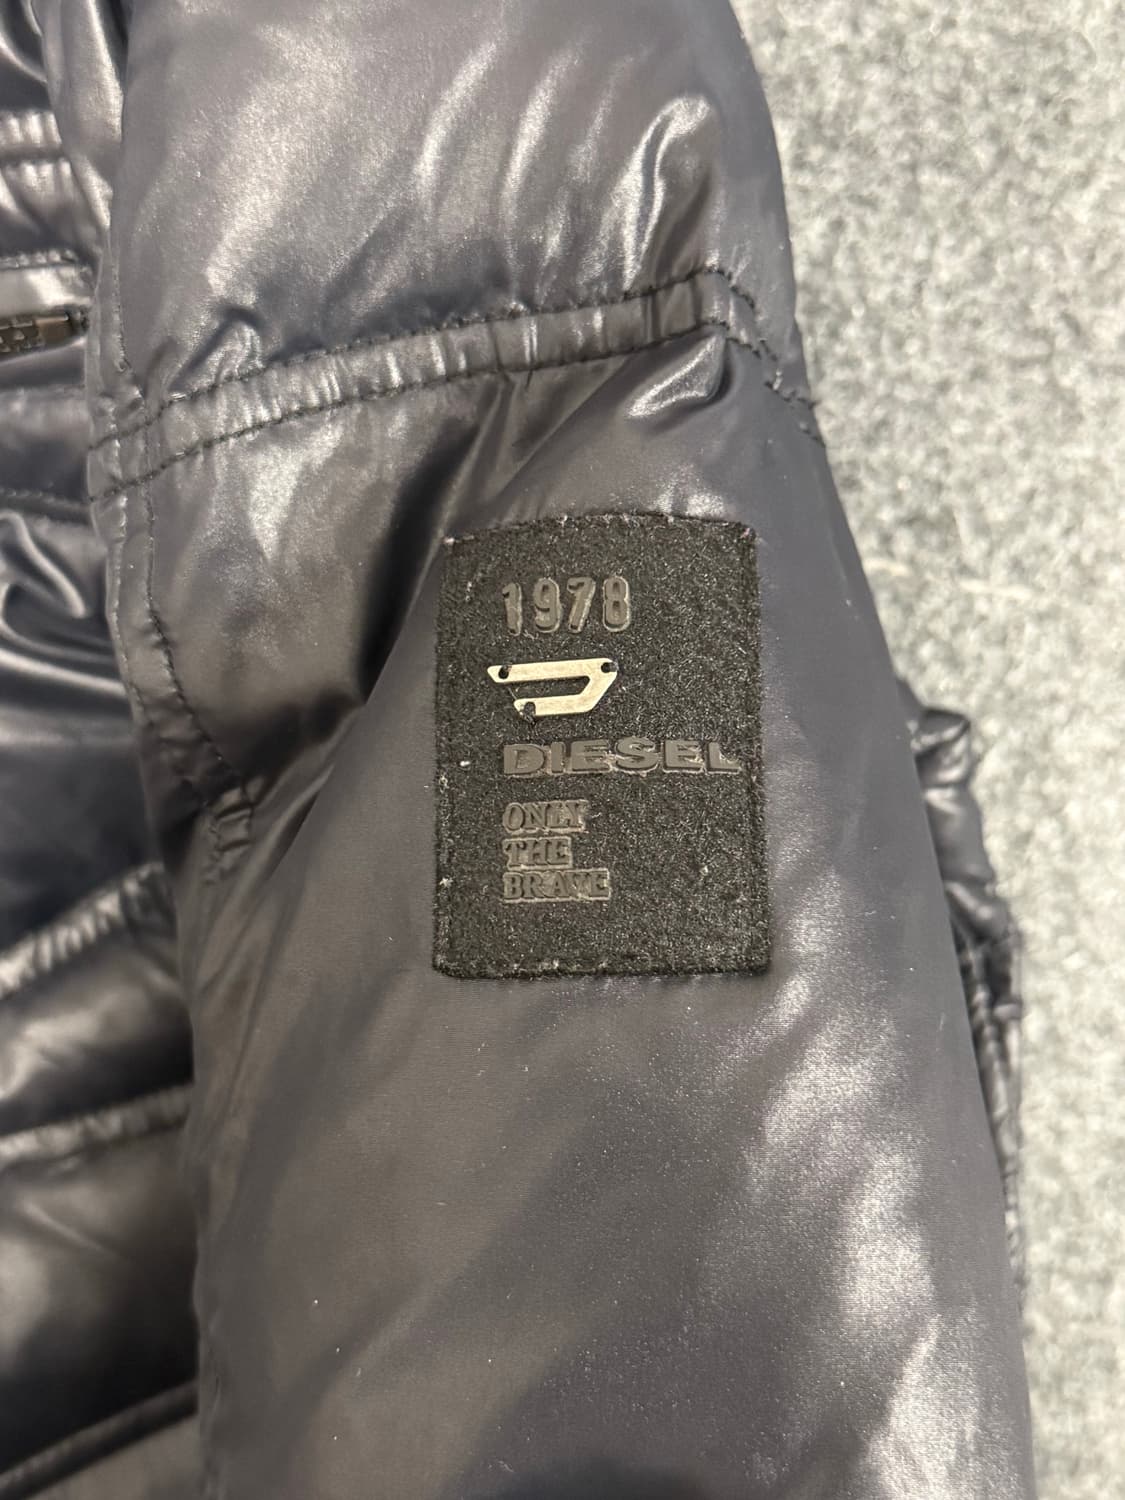 1978
DIESEL
ONLY
THE
BRAVE